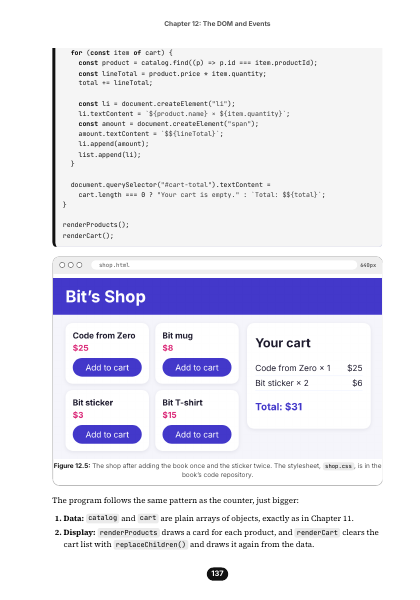 Chapter 12: The DOM and Events
for (const item of cart) {
const product = catalog.find((p) => p.id === item.productId);
const lineTotal = product.price * item.quantity;
total += lineTotal;
const li = document.createElement("li");
li.textContent = `${product.name} × ${item.quantity}`;
const amount = document.createElement("span");
amount.textContent = `$${lineTotal}`;
li.append(amount);
list.append(li);
}
document.querySelector("#cart-total").textContent =
cart.length === 0 ? "Your cart is empty." : `Total: $${total}`;
}
renderProducts();
renderCart();
shop.html
640px
Bit's Shop
Code from Zero
$25
Add to cart
Bit mug
$8
Add to cart
Bit sticker
$3
Add to cart
Bit T-shirt
$15
Add to cart
Your cart
Code from Zero × 1 $25
Bit sticker × 2 $6
Total: $31
Figure 12.5: The shop after adding the book once and the sticker twice. The stylesheet, shop.css, is in the
book's code repository.
The program follows the same pattern as the counter, just bigger:
1. Data: catalog and cart are plain arrays of objects, exactly as in Chapter 11.
2. Display: renderProducts draws a card for each product, and renderCart clears the
cart list with replaceChildren() and draws it again from the data.
137